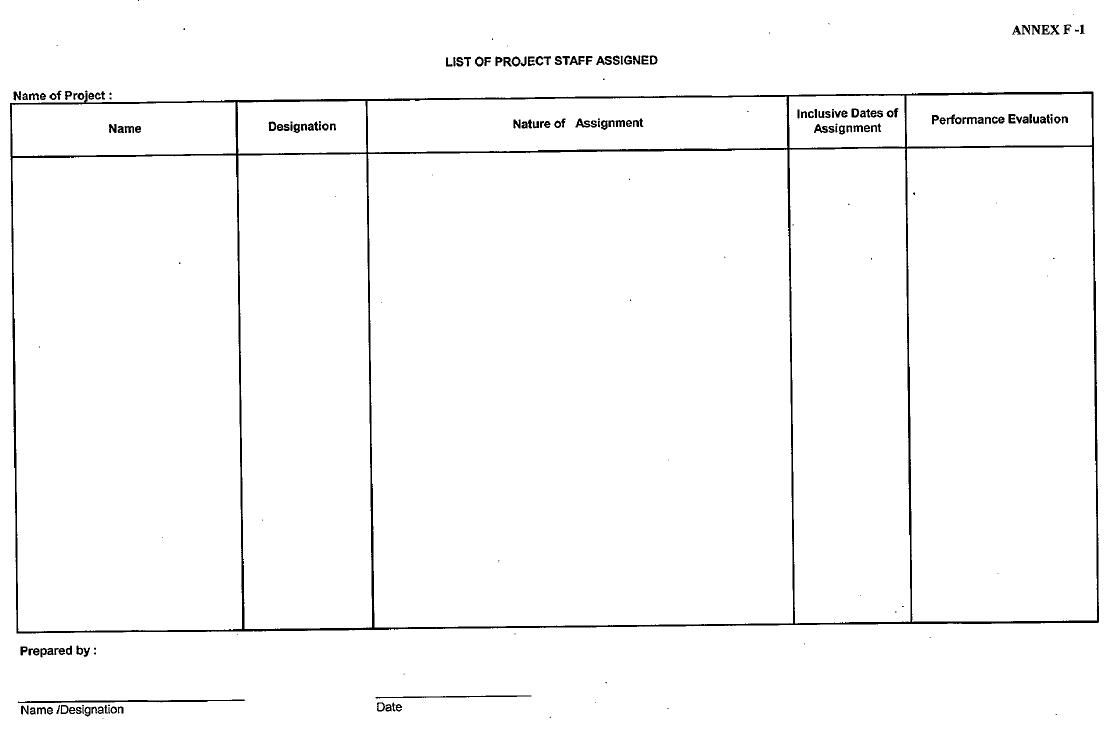 ANNEX F -1
LIST OF PROJECT STAFF ASSIGNED
Name of Project :
Name
Designation
Nature of Assignment
Inclusive Dates of
Assignment
Performance Evaluation
Prepared by :
Name /Designation
Date